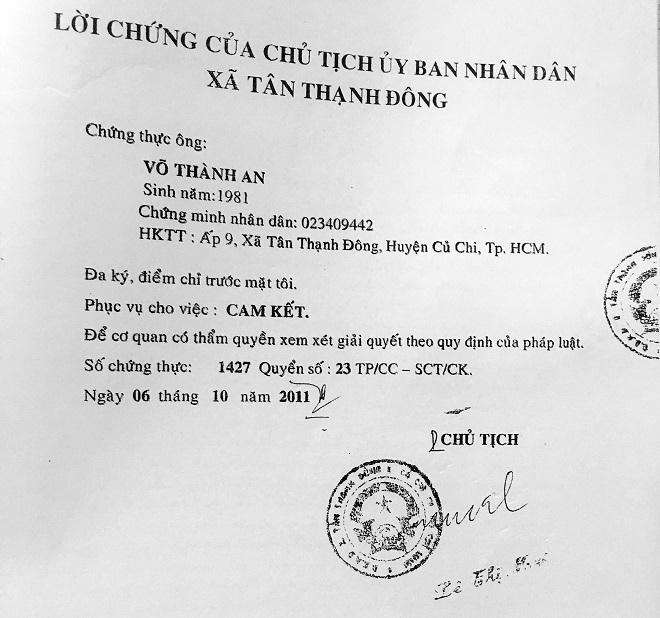 LỜI CHỨNG CỦA CHỦ TỊCH ỦY BAN NHÂN DÂN
XÃ TÂN THẠNH ĐÔNG
Chứng thực ông:
VÕ THÀNH AN
Sinh năm:1981
Chứng minh nhân dân: 023409442
HKTT : Ấp 9, Xã Tân Thạnh Đông, Huyện Củ Chi, Tp. HCM.
Đa ký, điểm chỉ trước mặt tôi.
Phục vụ cho việc : CAM KẾT.
Để cơ quan có thẩm quyền xem xét giải quyết theo quy định của pháp luật.
Số chứng thực: 1427 Quyển số : 23 TP/CC – SCT/CK.
Ngày 06 tháng 10 năm 2011
CHỦ TỊCH
Lê Thị